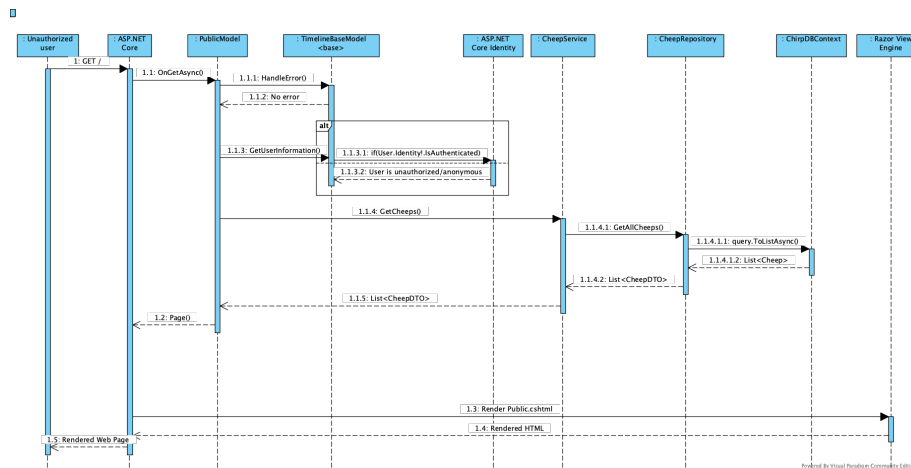 : Unauthorized
user
: ASP.NET
Core
: PublicModel
: TimelineBaseModel
<base>
: ASP.NET
Core Identity
: CheepService
: CheepRepository
: ChirpDBContext
: Razor View
Engine
1: GET /
1.1: OnGetAsync()
1.1.1: HandleError()
1.1.2: No error
alt
1.1.3: GetUserInformation()
1.1.3.1: if(User.Identity!.IsAuthenticated)
1.1.3.2: User is unauthorized/anonymous
1.1.4: GetCheeps()
1.1.4.1: GetAllCheeps()
1.1.4.1.1: query.ToListAsync()
1.1.4.1.2: List<Cheep>
1.1.4.2: List<CheepDTO>
1.1.5: List<CheepDTO>
1.2: Page()
1.3: Render Public.cshtml
1.4: Rendered HTML
1.5: Rendered Web Page
Powered By Visual Paradigm Community Editi